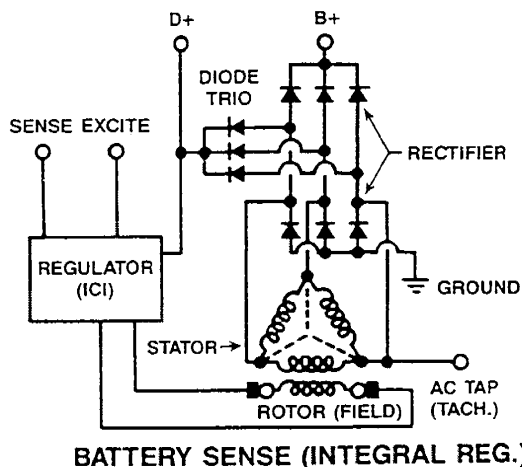 D+
B+
DIODE
TRIO
SENSE EXCITE
RECTIFIER
REGULATOR
(ICI)
GROUND
STATOR
AC TAP
(TACH.)
ROTOR (FIELD)
BATTERY SENSE (INTEGRAL REG.)